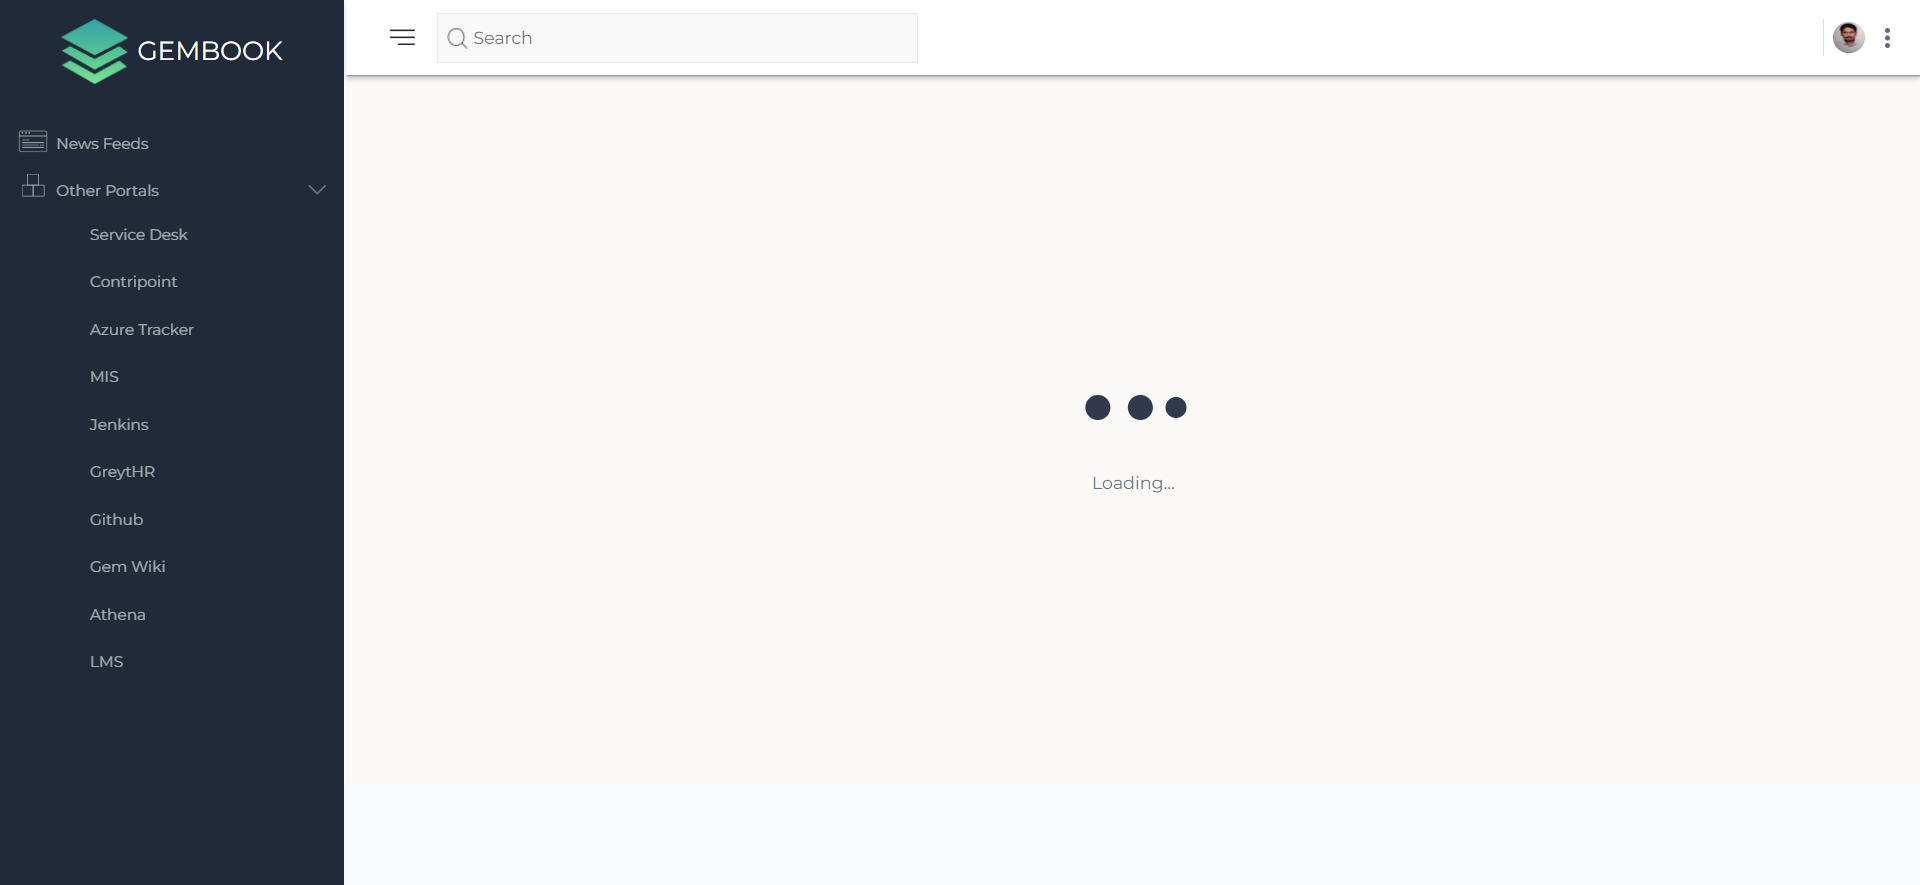 GEMBOOK
Search
News Feeds
Other Portals
Service Desk
Contripoint
Azure Tracker
MIS
Jenkins
GreytHR
Github
Gem Wiki
Athena
LMS
Loading...